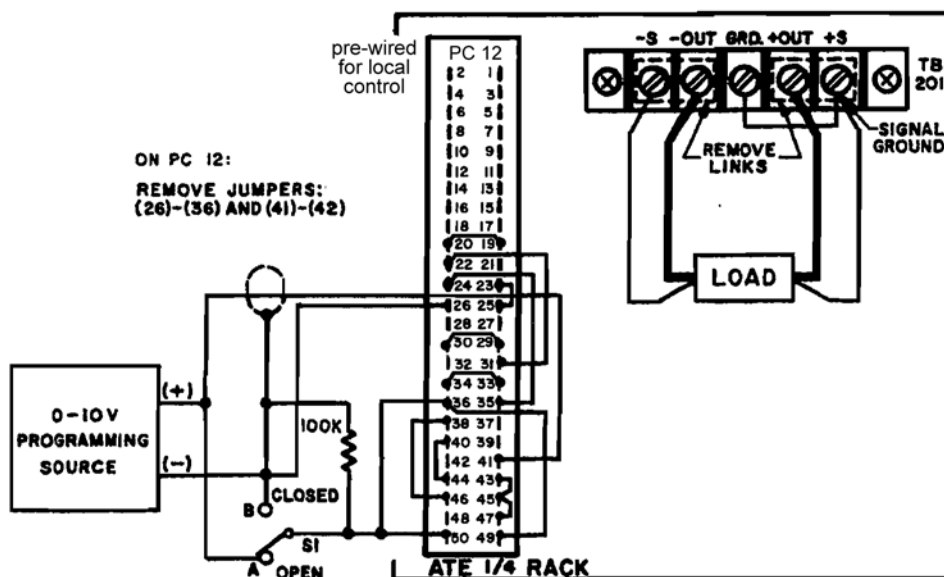 pre-wired
for local
control
PC 12
2 1
4 3
6 5
8 7
10 9
12 11
14 13
16 15
18 17
20 19
22 21
24 23
26 25
28 27
30 29
32 31
34 33
36 35
38 37
40 39
42 41
44 43
46 45
48 47
50 49
ATE 1/4 RACK
-S -OUT GRD. +OUT +S
TB
201
REMOVE
LINKS
SIGNAL
GROUND
LOAD
ON PC 12:
REMOVE JUMPERS:
(26)-(36) AND (41)-(42)
0-10V
PROGRAMMING
SOURCE
(+)
(-)
100K
CLOSED
B
S1
A
OPEN